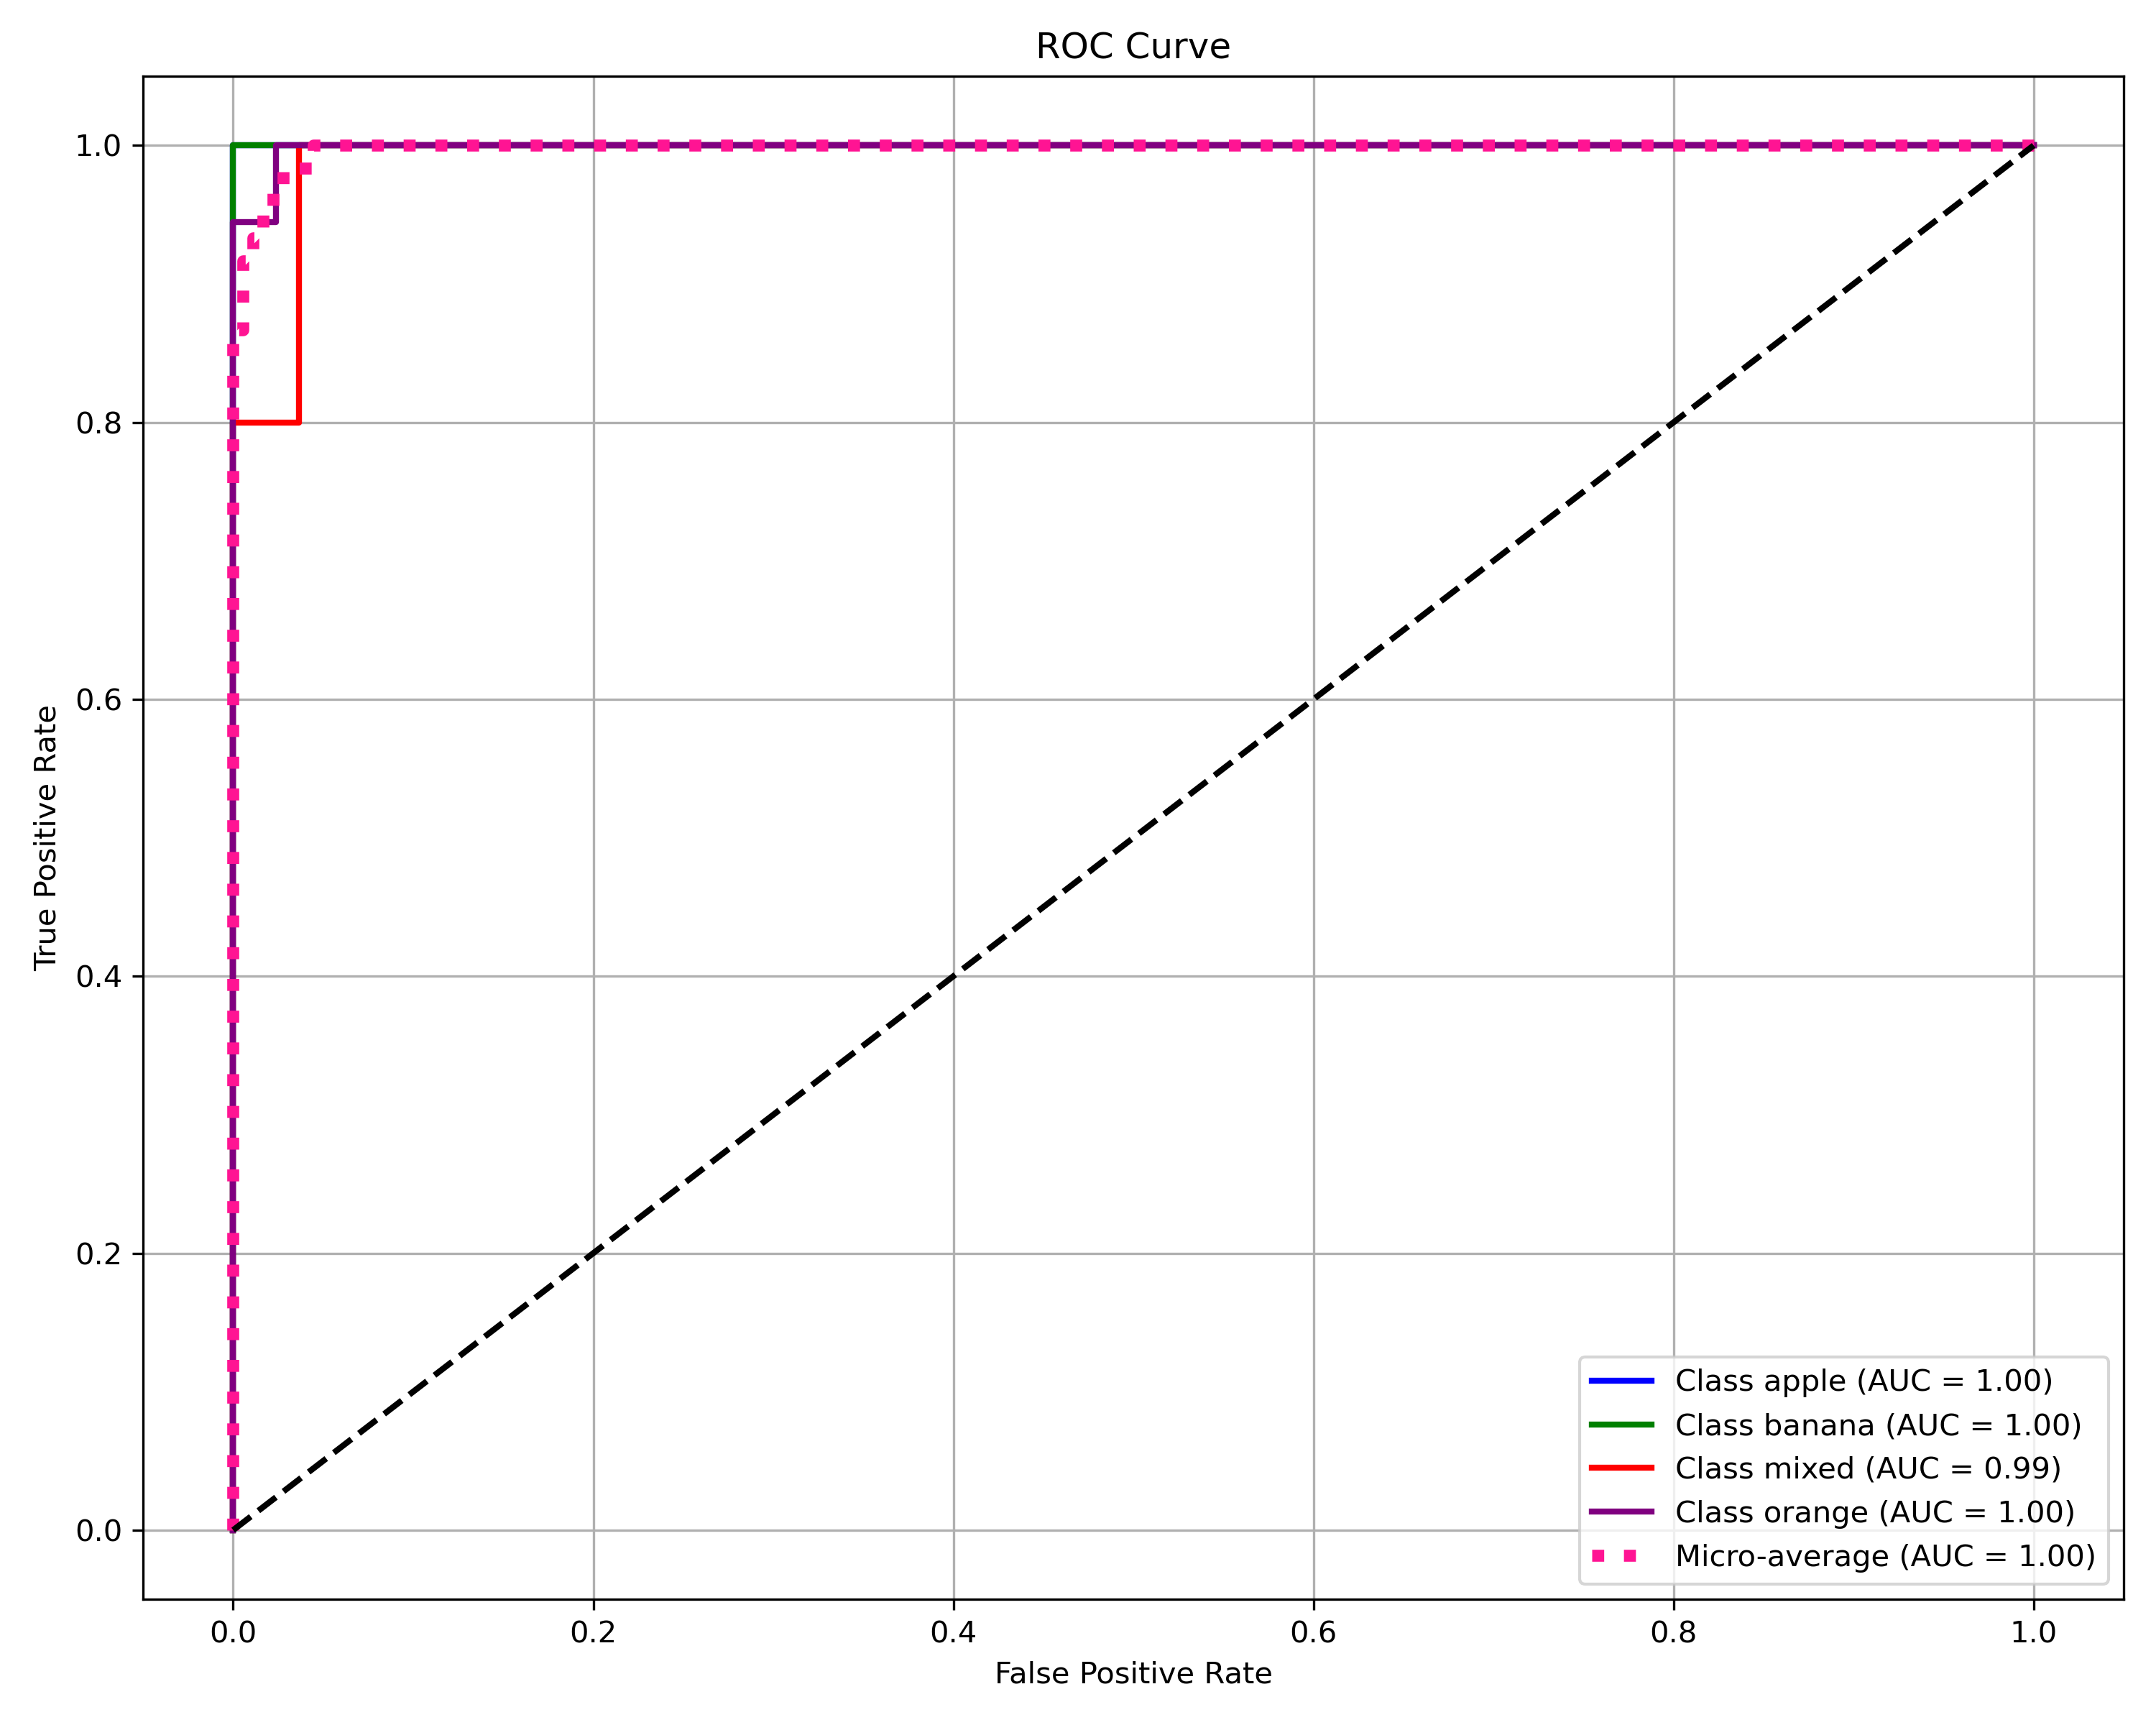 ROC Curve
True Positive Rate
1.0
0.8
0.6
0.4
0.2
0.0
0.0 0.2 0.4 0.6 0.8 1.0
False Positive Rate
Class apple (AUC = 1.00)
Class banana (AUC = 1.00)
Class mixed (AUC = 0.99)
Class orange (AUC = 1.00)
Micro-average (AUC = 1.00)